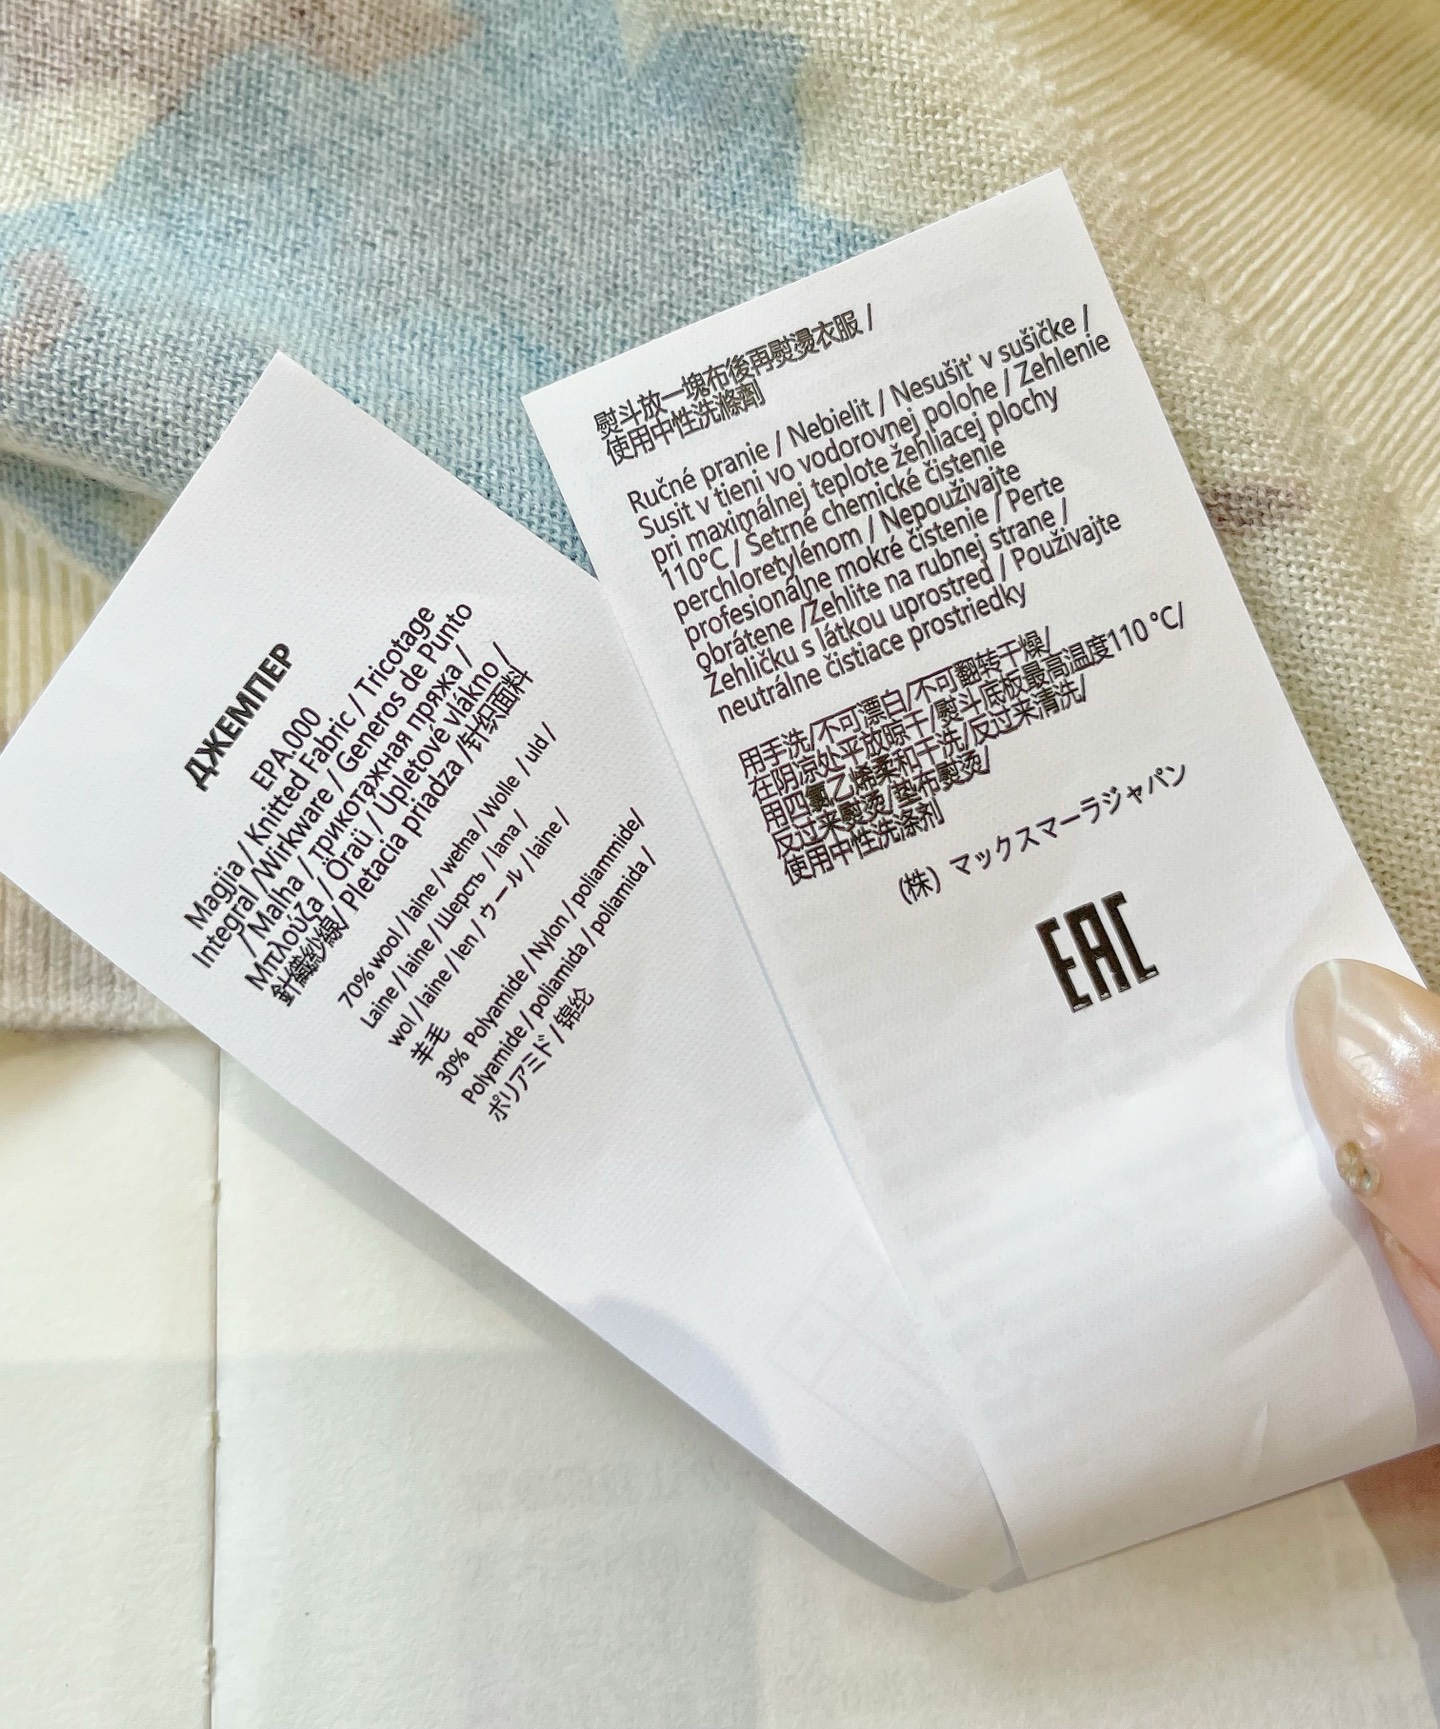 ДЖЕМПЕР
EPA.000
Magjia / Knitted Fabric / Tricotage
Integral /Wirkware / Generos de Punto
/ Malha / трикотажная пряжа /
Μπλούζα / Öraü / Upletové vlákno /
針織紗線/ Pletacia priadza /针织面料
70% wool / laine / wełna / Wolle / uld /
Laine / laine / Шерсть / lana /
wol / laine / len / ウール / laine /
羊毛
30% Polyamide / Nylon / poliammide/
Polyamide / poliamida / poliamida /
ポリアミド / 锦纶
熨斗放一塊布後再熨燙衣服 /
使用中性洗滌劑
Ručné pranie / Nebielit / Nesušiť v sušičke /
Susit v tieni vo vodorovnej polohe / Zehlenie
pri maximálnej teplote žehliacej plochy
110°C / Setrné chemické čistenie
perchloretylénom / Nepoužívajte
profesionálne mokré čistenie / Perte
obrátene /Zehlite na rubnej strane /
Zehličku s látkou uprostred / Používajte
neutrálne čistiace prostriedky
用手洗/不可漂白/不可翻转干燥/
在阴凉处平放晾干/熨斗底板最高温度110 °C/
用四氯乙烯柔和干洗/反过来清洗/
反过来熨烫/垫布熨烫/
使用中性洗涤剂
(株) マックスマーラジャパン
EAC